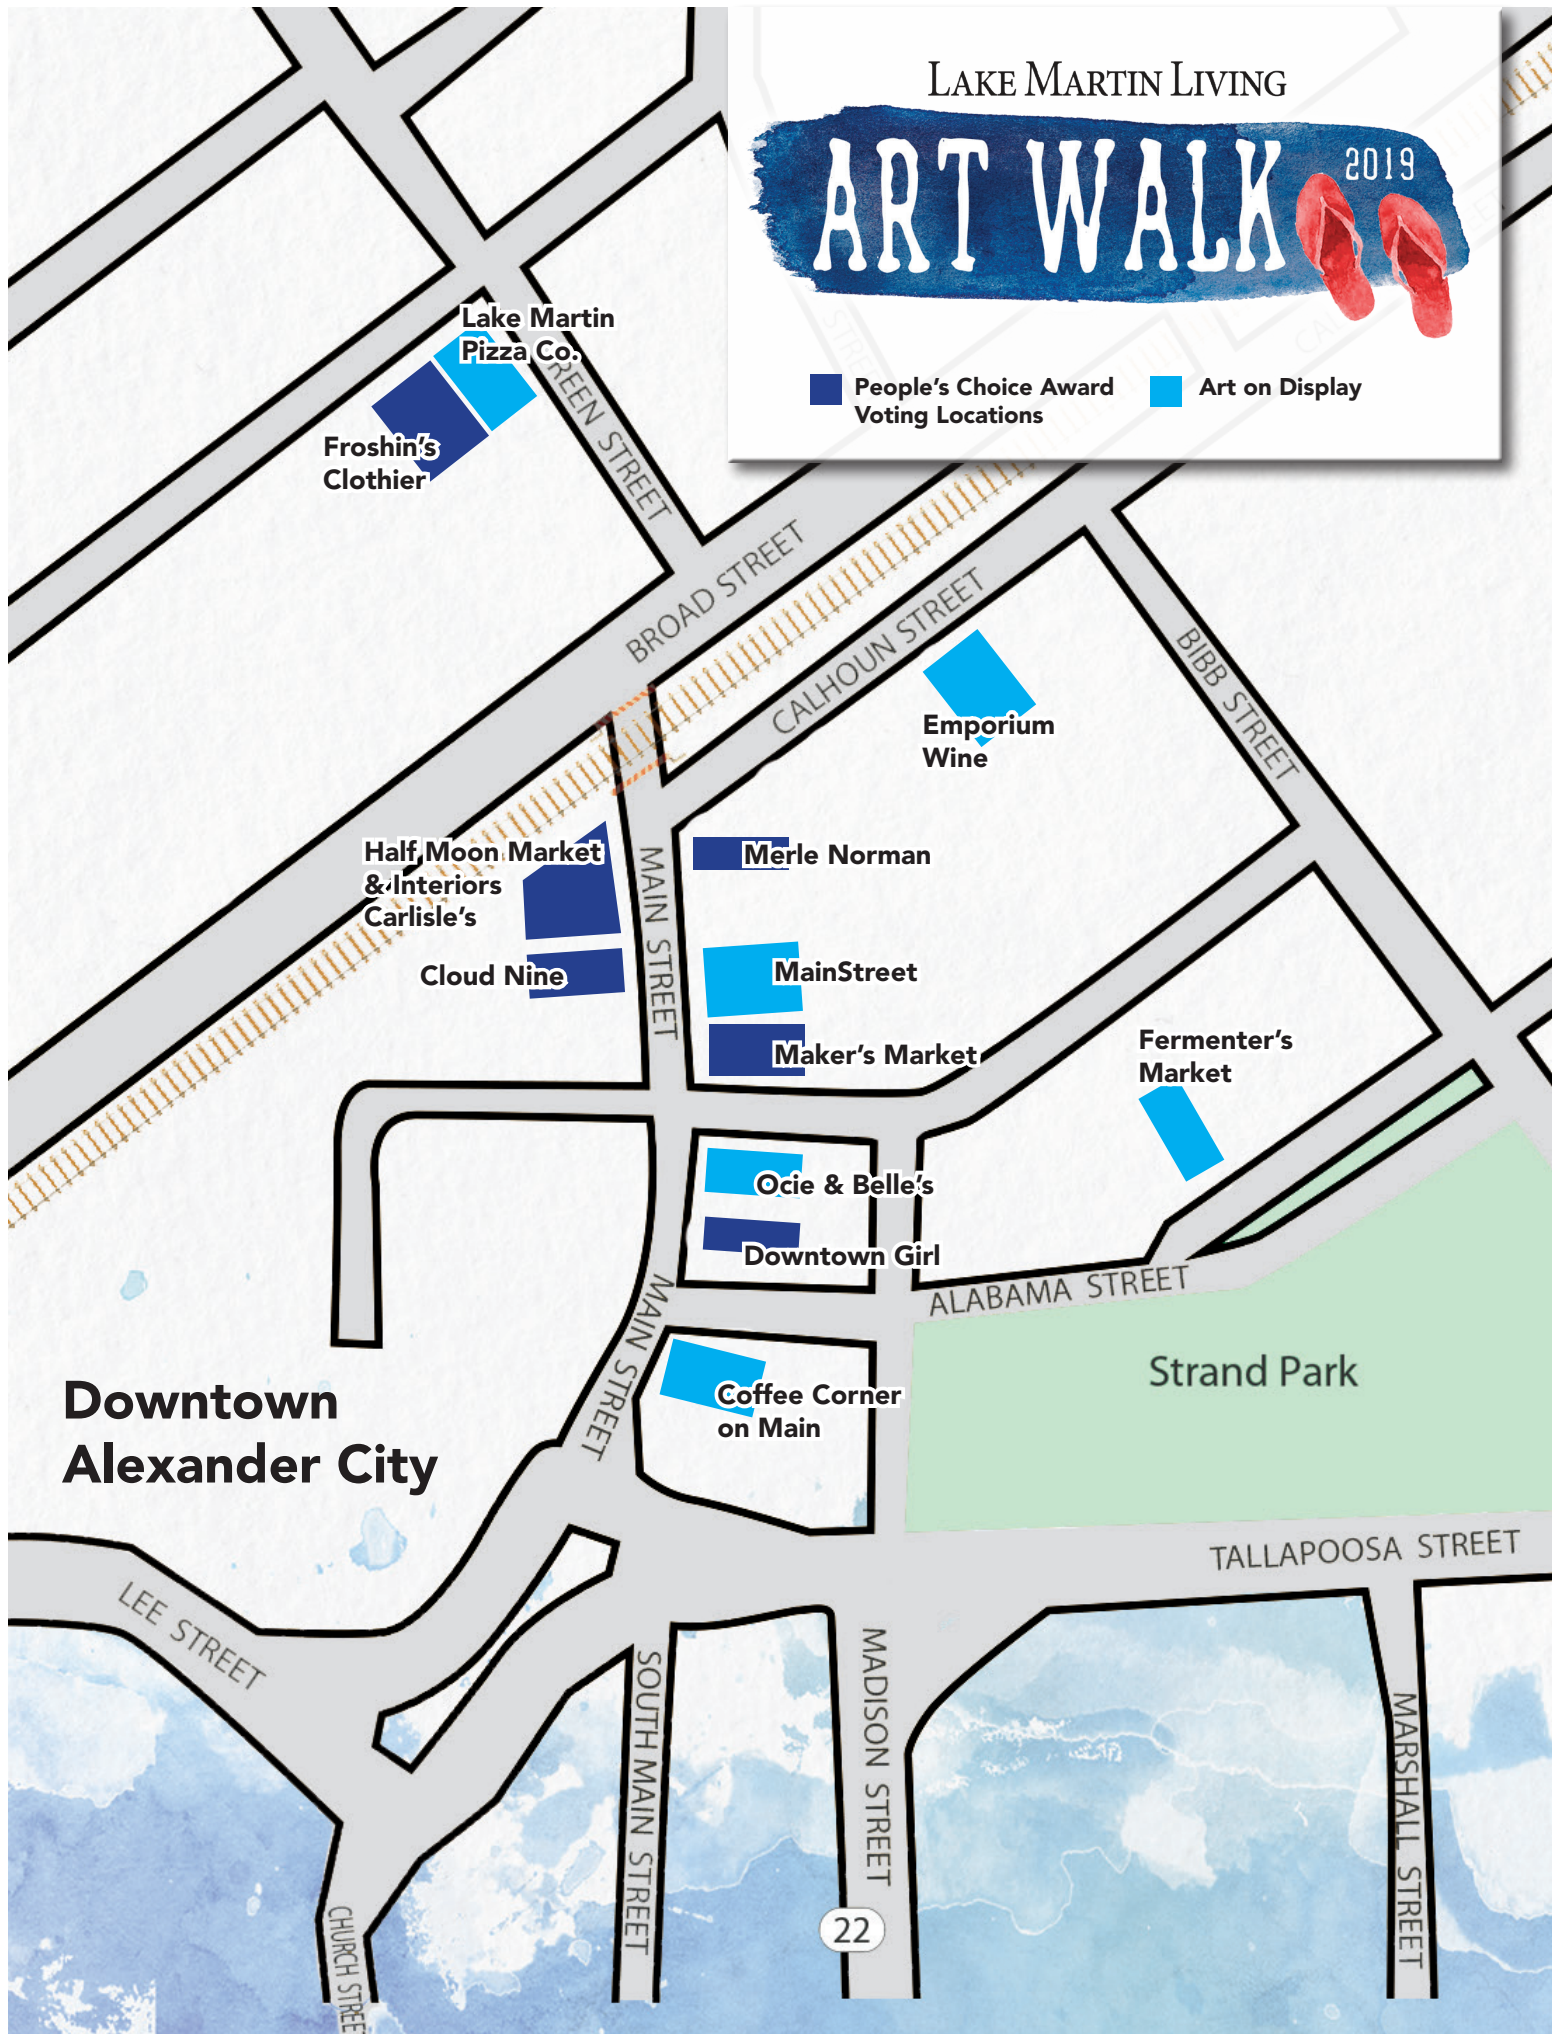 LAKE MARTIN LIVING
ART WALK
2019
People's Choice Award
Voting Locations
Art on Display
Lake Martin
Pizza Co.
Froshin's
Clothier
STREET
BROAD STREET
CALHOUN STREET
BIBB STREET
Emporium
Wine
Half Moon Market
& Interiors
Carlisle's
Merle Norman
MAIN STREET
Cloud Nine
MainStreet
Maker's Market
Fermenter's
Market
Ocie & Belle's
Downtown Girl
ALABAMA STREET
MAIN STREET
Strand Park
Coffee Corner
on Main
Downtown
Alexander City
TALLAPOOSA STREET
LEE STREET
SOUTH MAIN STREET
MADISON STREET
MARSHALL STREET
22
CHURCH STREE